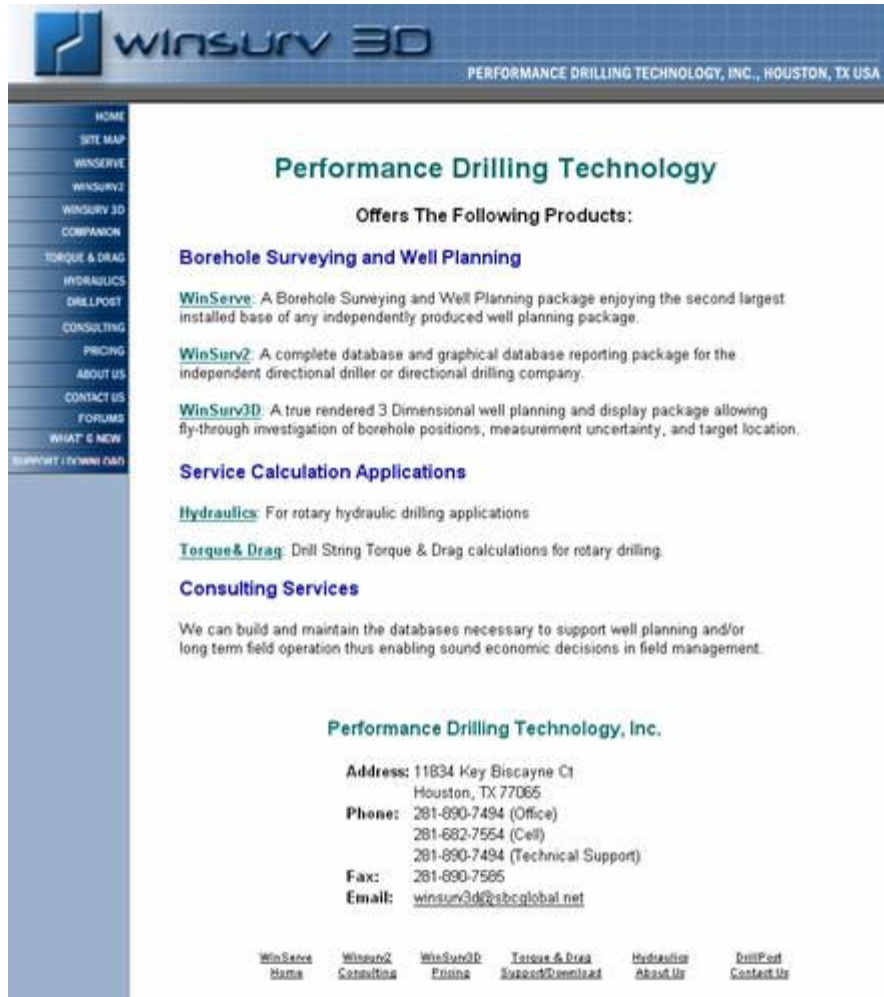 winsurv 3D
PERFORMANCE DRILLING TECHNOLOGY, INC., HOUSTON, TX USA
HOME
SITE MAP
WINSERVE
WINSURV2
WINSURV 3D
COMPANION
TORQUE & DRAG
HYDRAULICS
DRILLPOST
CONSULTING
PRICING
ABOUT US
CONTACT US
FORUMS
WHAT'S NEW
SUPPORT / DOWNLOAD
Performance Drilling Technology
Offers The Following Products:
Borehole Surveying and Well Planning
WinServe: A Borehole Surveying and Well Planning package enjoying the second largest
installed base of any independently produced well planning package.
WinSurv2: A complete database and graphical database reporting package for the
independent directional driller or directional drilling company.
WinSurv3D: A true rendered 3 Dimensional well planning and display package allowing
fly-through investigation of borehole positions, measurement uncertainty, and target location.
Service Calculation Applications
Hydraulics: For rotary hydraulic drilling applications
Torque& Drag: Drill String Torque & Drag calculations for rotary drilling.
Consulting Services
We can build and maintain the databases necessary to support well planning and/or
long term field operation thus enabling sound economic decisions in field management.
Performance Drilling Technology, Inc.
Address: 11834 Key Biscayne Ct
Houston, TX 77065
Phone: 281-890-7494 (Office)
281-682-7554 (Cell)
281-890-7494 (Technical Support)
Fax: 281-890-7585
Email: winsurv3d@sbcglobal.net
WinServe Winsurv2 WinSurv3D Torque & Drag Hydraulics DrillPost
Home Consulting Pricing Support/Download About Us Contact Us